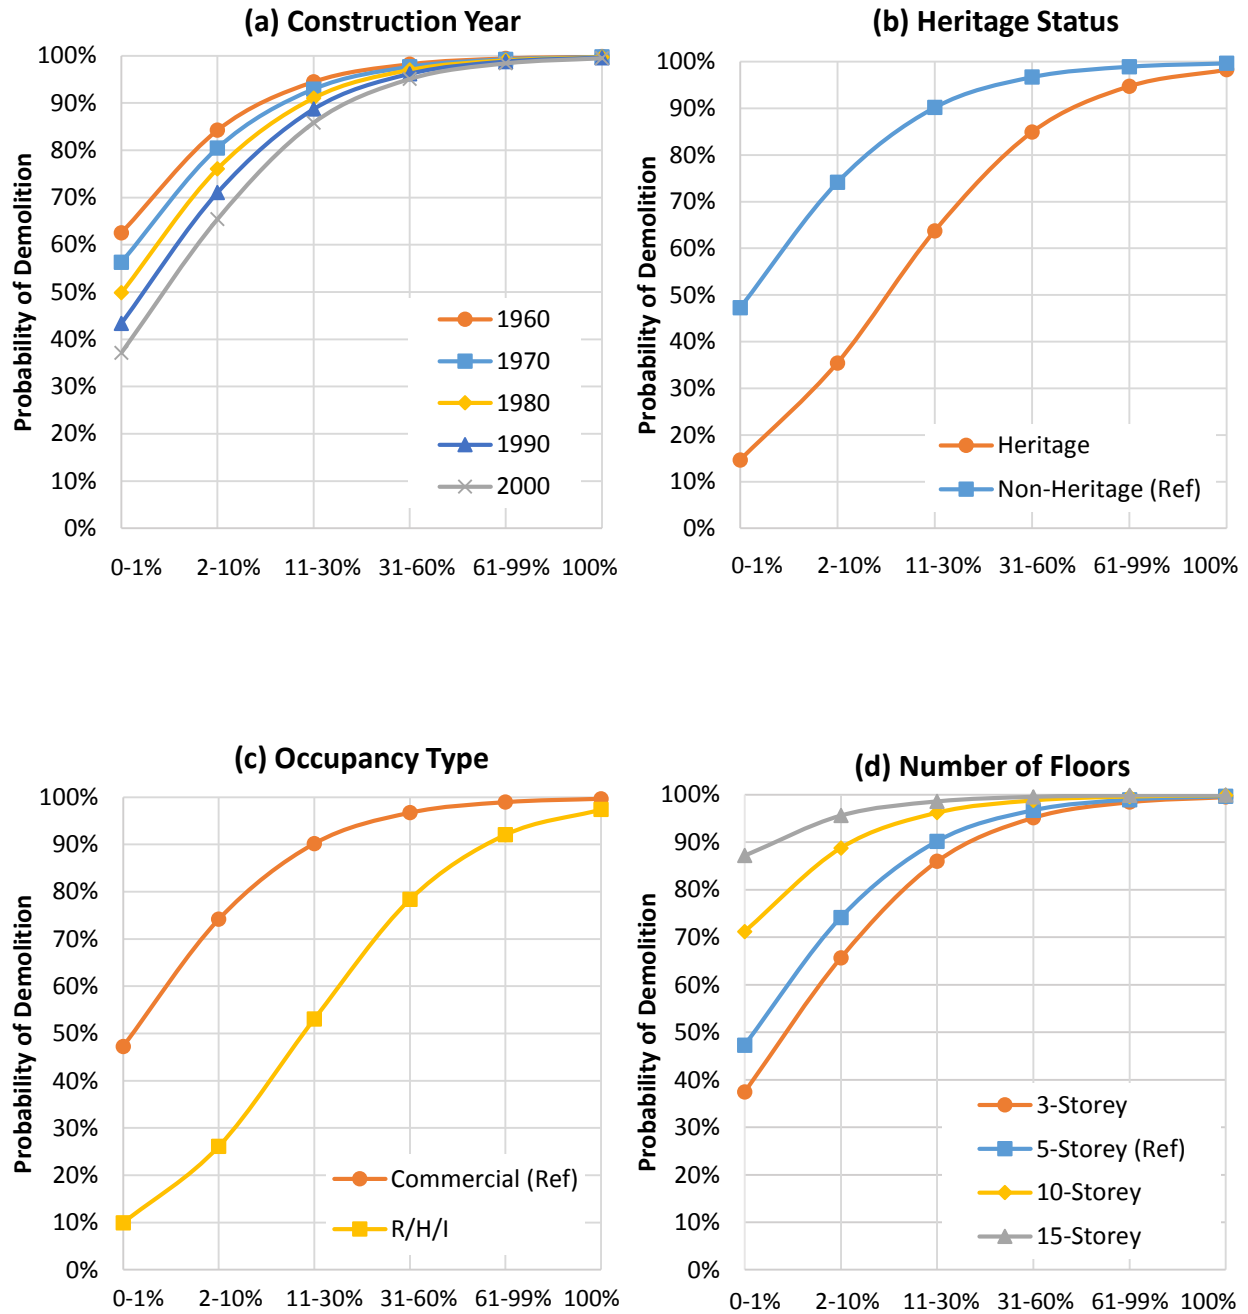 (a) Construction Year
Probability of Demolition
100%
90%
80%
70%
60%
50%
40%
30%
20%
10%
0%
1960
1970
1980
1990
2000
0-1% 2-10% 11-30% 31-60% 61-99% 100%
(b) Heritage Status
Probability of Demolition
100%
90%
80%
70%
60%
50%
40%
30%
20%
10%
0%
Heritage
Non-Heritage (Ref)
0-1% 2-10% 11-30% 31-60% 61-99% 100%
(c) Occupancy Type
Probability of Demolition
100%
90%
80%
70%
60%
50%
40%
30%
20%
10%
0%
Commercial (Ref)
R/H/I
0-1% 2-10% 11-30% 31-60% 61-99% 100%
(d) Number of Floors
Probability of Demolition
100%
90%
80%
70%
60%
50%
40%
30%
20%
10%
0%
3-Storey
5-Storey (Ref)
10-Storey
15-Storey
0-1% 2-10% 11-30% 31-60% 61-99% 100%